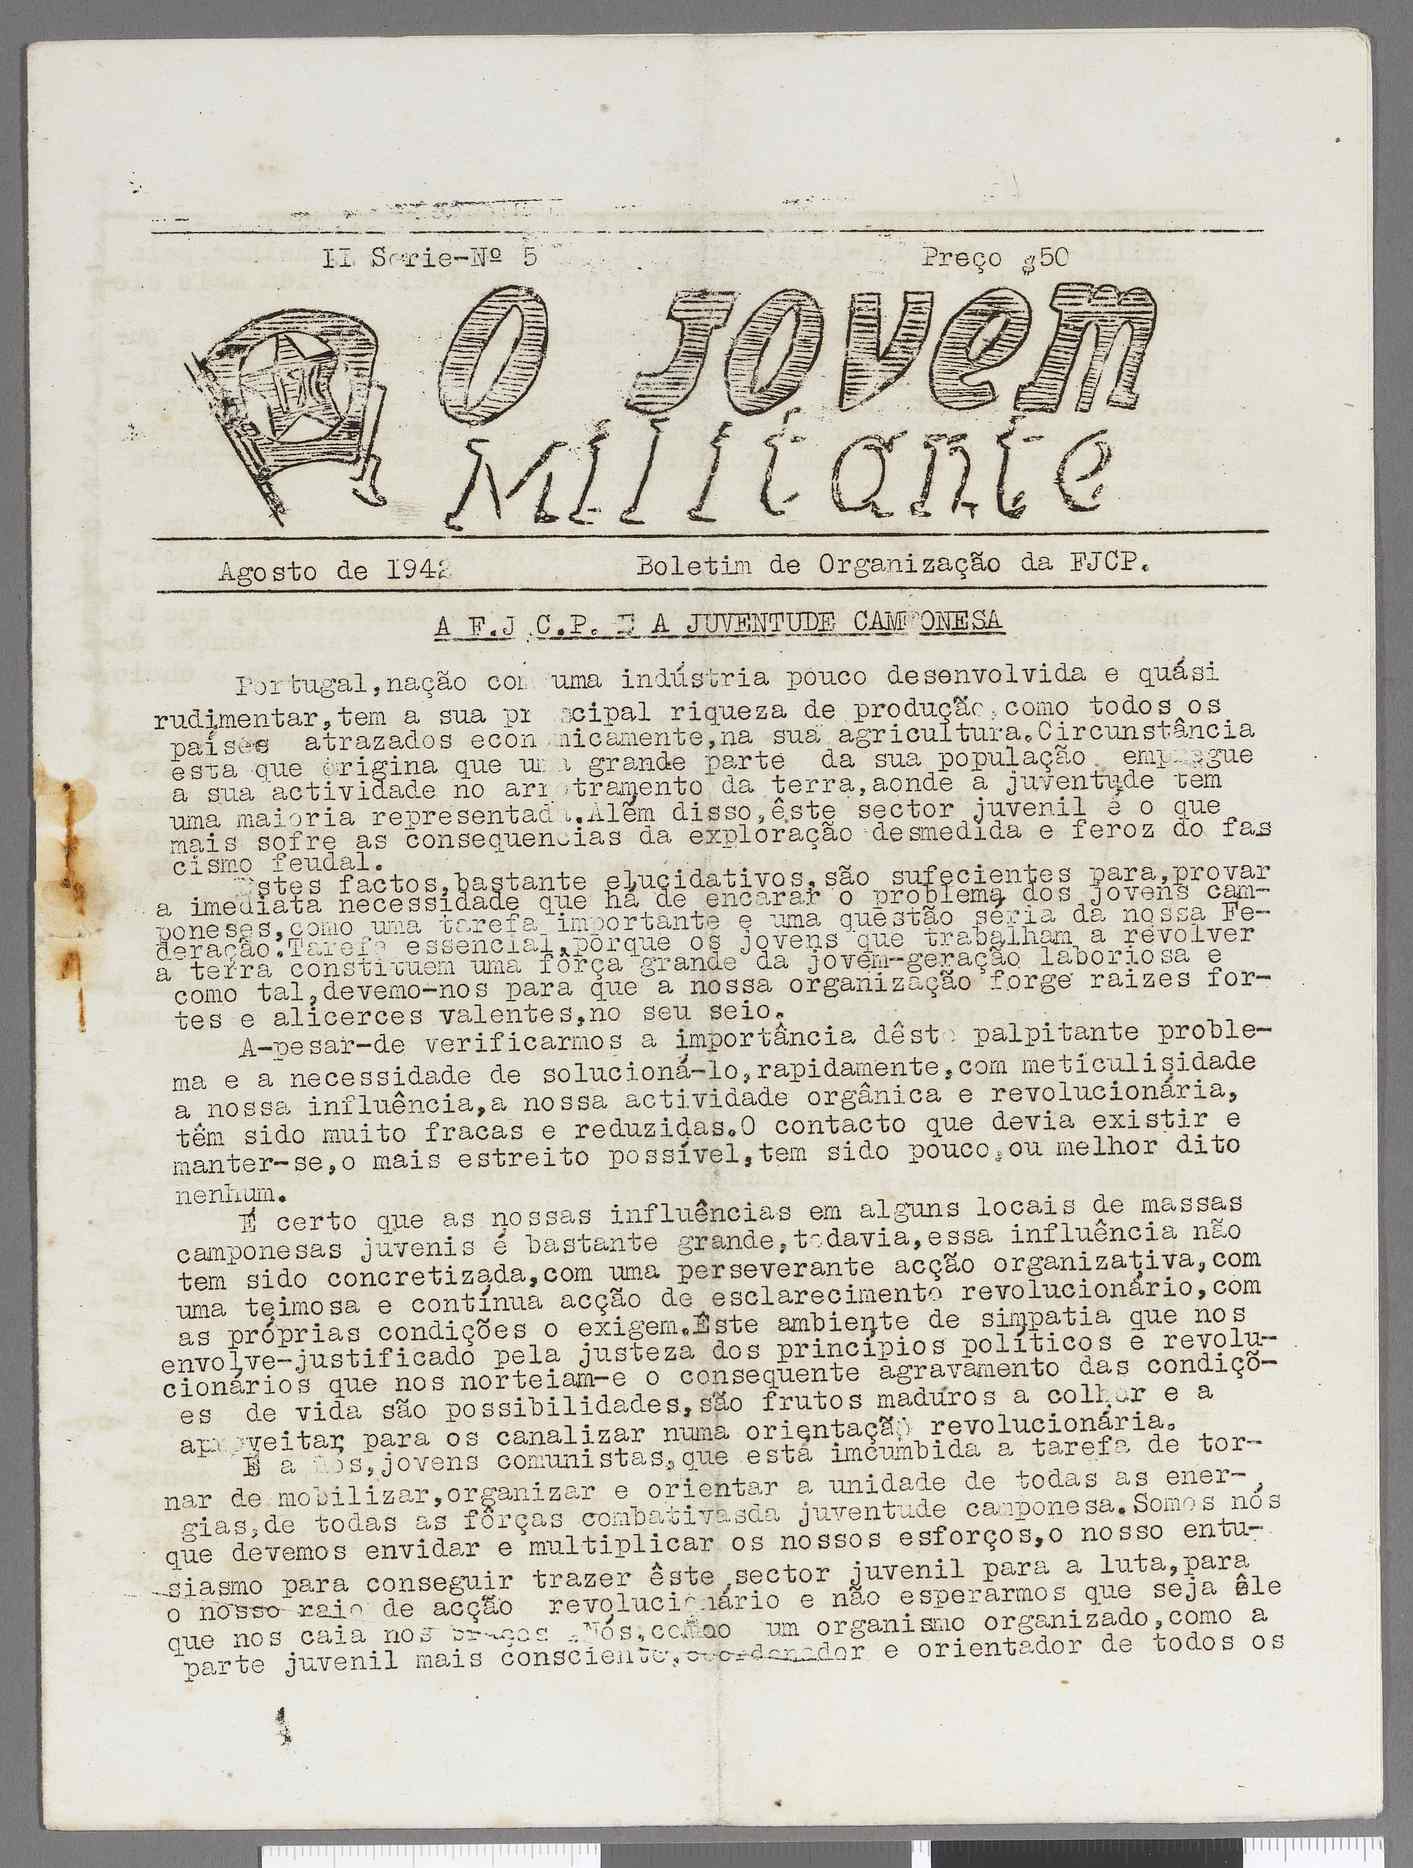 II Serie-Nº 5 Preço $50
O Jovem
Militante
Agosto de 1942 Boletim de Organização da FJCP.
A F.J.C.P. E A JUVENTUDE CAMPONESA
Portugal,nação com uma indústria pouco desenvolvida e quási
rudimentar,tem a sua principal riqueza de produção,como todos os
países atrazados economicamente,na sua agricultura.Circunstância
esta que origina que uma grande parte da sua população empregue
a sua actividade no arrotramento da terra,aonde a juventude tem
uma maioria representada.Além disso,êste sector juvenil é o que
mais sofre as consequencias da exploração desmedida e feroz do fas
cismo feudal.
Estes factos,bastante elucidativos,são sufecientes para,provar
a imediata necessidade que há de encarar o problema dos jovens cam-
poneses,como uma tarefa importante e uma questão séria da nossa Fe-
deração.Tarefa essencial,porque os jovens que trabalham a revolver
a terra constituem uma fôrça grande da jovem-geração laboriosa e
como tal,devemo-nos para que a nossa organização forge raizes for-
tes e alicerces valentes,no seu seio.
A-pesar-de verificarmos a importância dêste palpitante proble-
ma e a necessidade de solucioná-lo,rapidamente,com meticulisidade
a nossa influência,a nossa actividade orgânica e revolucionária,
têm sido muito fracas e reduzidas.O contacto que devia existir e
manter-se,o mais estreito possível,tem sido pouco,ou melhor dito
nenhum.
É certo que as nossas influências em alguns locais de massas
camponesas juvenis é bastante grande,todavia,essa influência não
tem sido concretizada,com uma perseverante acção organizativa,com
uma teimosa e contínua acção de esclarecimento revolucionário,com
as próprias condições o exigem.Êste ambiente de simpatia que nos
envolve-justificado pela justeza dos princípios políticos e revolu-
cionários que nos norteiam-e o consequente agravamento das condiçõ-
es de vida são possibilidades,são frutos maduros a colher e a
aproveitar para os canalizar numa orientação revolucionária.
E a nós,jovens comunistas,que está imcumbida a tarefa de tor-
nar de mobilizar,organizar e orientar a unidade de todas as ener-
gias,de todas as fôrças combativasda juventude camponesa.Somos nós
que devemos envidar e multiplicar os nossos esforços,o nosso entu-
siasmo para conseguir trazer êste sector juvenil para a luta,para
o nosso raio de acção revolucionário e não esperarmos que seja êle
que nos caia nos braços.Nós,como um organismo organizado,como a
parte juvenil mais consciente,coordenador e orientador de todos os